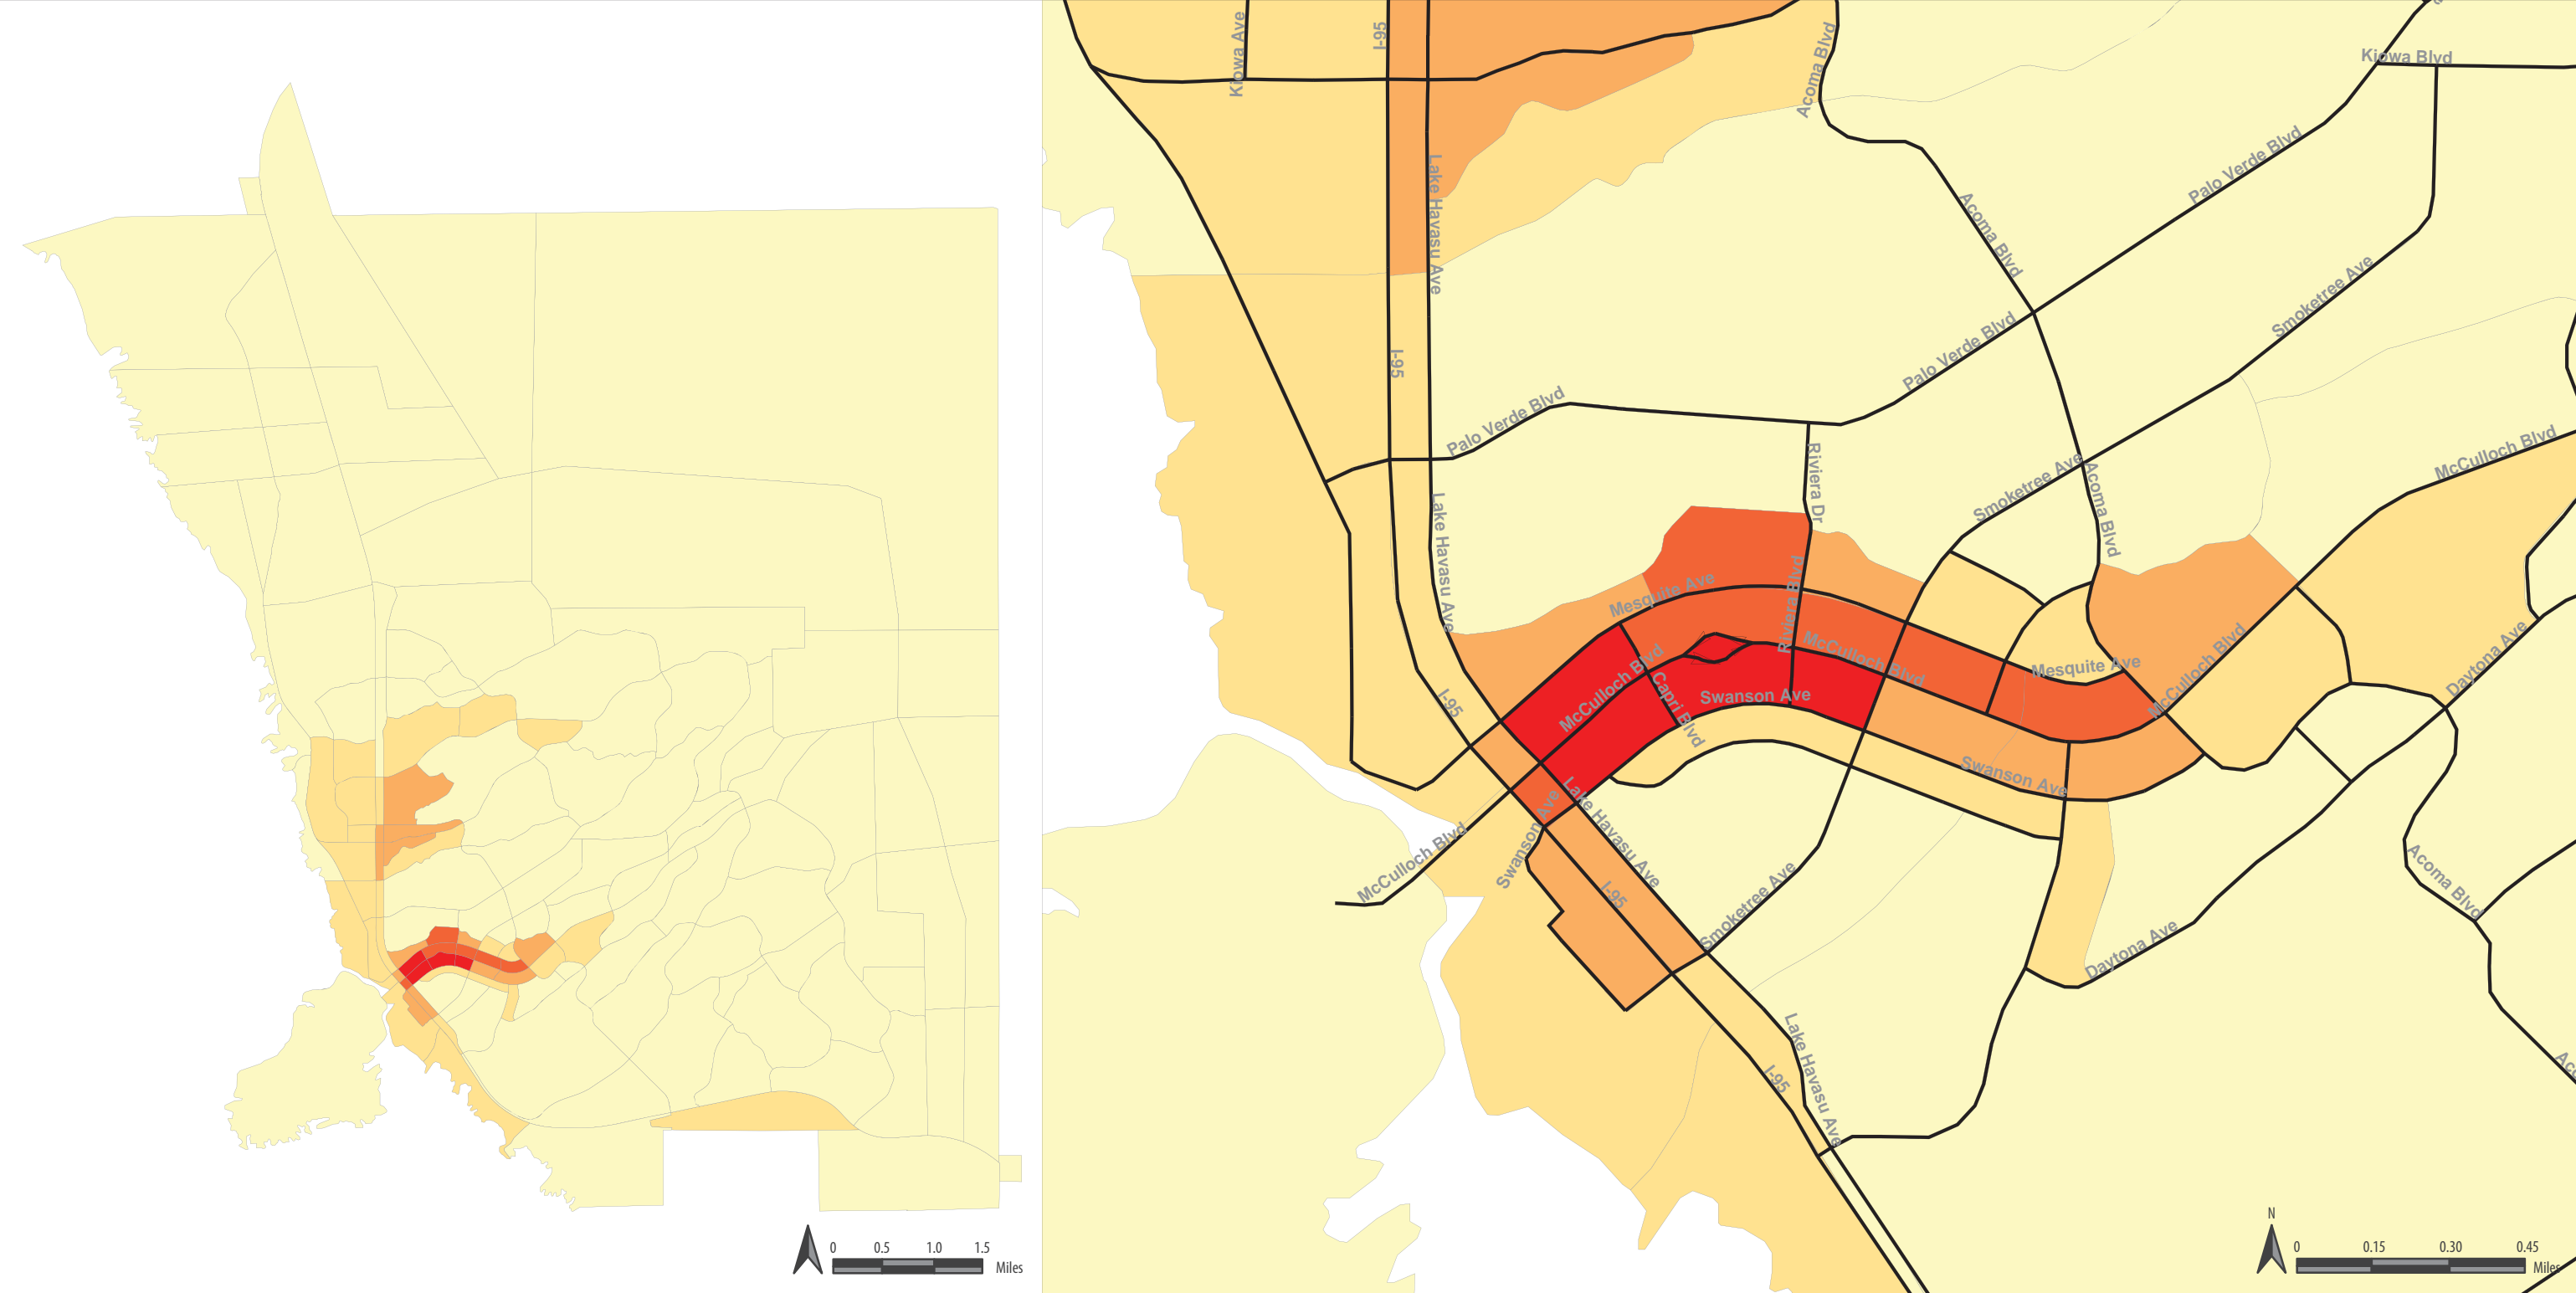 Kiowa Ave
I-95
Acoma Blvd
Kiowa Blvd
Palo Verde Blvd
Lake Havasu Ave
Acoma Blvd
Smoketree Ave
I-95
Palo Verde Blvd
Palo Verde Blvd
McCulloch Blvd
Riviera Dr
Smoketree Ave
Acoma Blvd
Lake Havasu Ave
Mesquite Ave
Riviera Blvd
McCulloch Blvd
Mesquite Ave
McCulloch Blvd
Daytona Ave
McCulloch Blvd
Capri Blvd
Swanson Ave
I-95
Swanson Ave
Swanson Ave
Lake Havasu Ave
McCulloch Blvd
I-95
Smoketree Ave
Acoma Blvd
Daytona Ave
Lake Havasu Ave
I-95
0 0.5 1.0 1.5
Miles
N
0 0.15 0.30 0.45
Miles